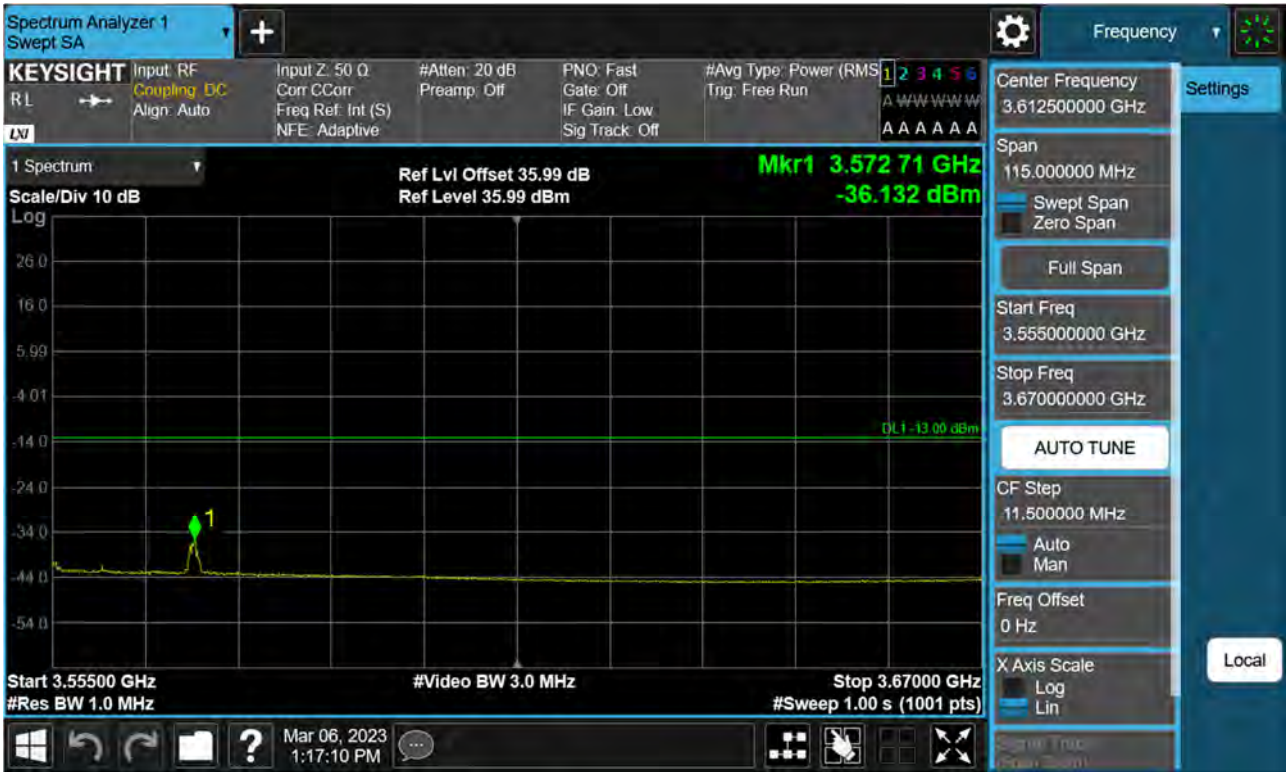 Spectrum Analyzer 1
Swept SA
Frequency
KEYSIGHT
RL
LXI
Input: RF
Coupling: DC
Align: Auto
Input Z: 50 Ω
Corr CCorr
Freq Ref: Int (S)
NFE: Adaptive
#Atten: 20 dB
Preamp: Off
PNO: Fast
Gate: Off
IF Gain: Low
Sig Track: Off
#Avg Type: Power (RMS
Trig: Free Run
1 2 3 4 5 6
A W W W W W
A A A A A A
Center Frequency
3.612500000 GHz
Settings
Span
115.000000 MHz
Swept Span
Zero Span
Full Span
Start Freq
3.555000000 GHz
Stop Freq
3.670000000 GHz
AUTO TUNE
CF Step
11.500000 MHz
Auto
Man
Freq Offset
0 Hz
X Axis Scale
Log
Lin
Local
1 Spectrum
Scale/Div 10 dB
Log
Ref Lvl Offset 35.99 dB
Ref Level 35.99 dBm
Mkr1 3.572 71 GHz
-36.132 dBm
26.0
16.0
5.99
-4.01
DL1 -13.00 dBm
-14.0
-24.0
1
-34.0
-44.0
-54.0
Start 3.55500 GHz
#Video BW 3.0 MHz
Stop 3.67000 GHz
#Res BW 1.0 MHz
#Sweep 1.00 s (1001 pts)
?
Mar 06, 2023
1:17:10 PM